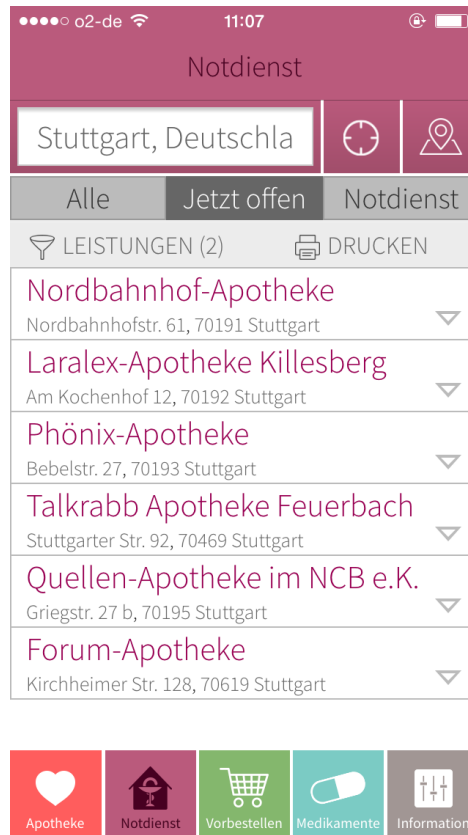 o2-de 11:07
Notdienst
Stuttgart, Deutschla
Alle Jetzt offen Notdienst
LEISTUNGEN (2) DRUCKEN
Nordbahnhof-Apotheke
Nordbahnhofstr. 61, 70191 Stuttgart
Laralex-Apotheke Killesberg
Am Kochenhof 12, 70192 Stuttgart
Phönix-Apotheke
Bebelstr. 27, 70193 Stuttgart
Talkrabb Apotheke Feuerbach
Stuttgarter Str. 92, 70469 Stuttgart
Quellen-Apotheke im NCB e.K.
Griegstr. 27 b, 70195 Stuttgart
Forum-Apotheke
Kirchheimer Str. 128, 70619 Stuttgart
Apotheke Notdienst Vorbestellen Medikamente Information